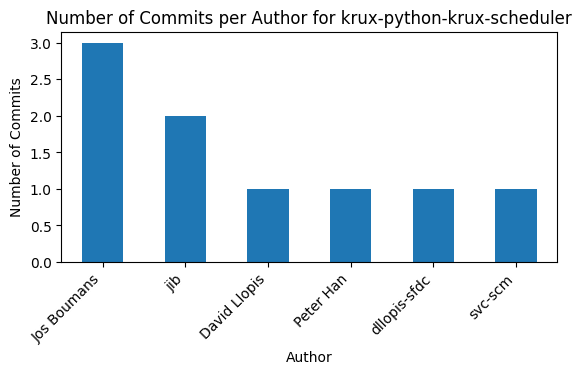 Number of Commits per Author for krux-python-krux-scheduler
Number of Commits
3.0
2.5
2.0
1.5
1.0
0.5
0.0
Jos Boumans
jib
David Llopis
Peter Han
dllopis-sfdc
svc-scm
Author